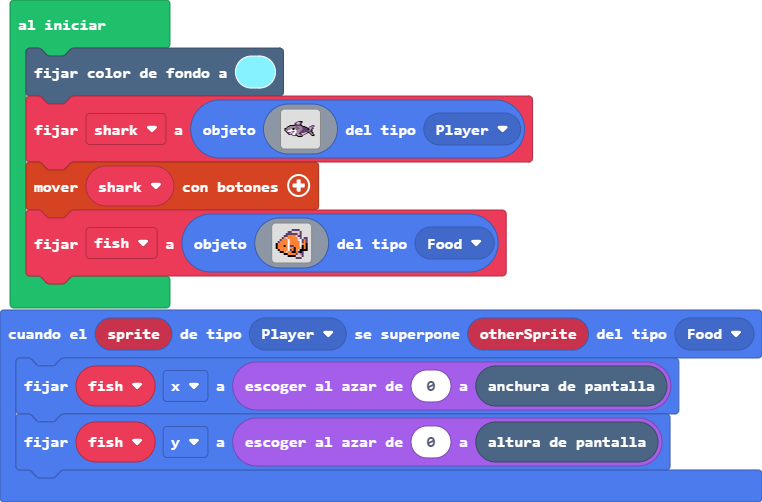 al iniciar
fijar color de fondo a
fijar shark a objeto del tipo Player
mover shark con botones
fijar fish a objeto del tipo Food
cuando el sprite de tipo Player se superpone otherSprite del tipo Food
fijar fish x a escoger al azar de 0 a anchura de pantalla
fijar fish y a escoger al azar de 0 a altura de pantalla